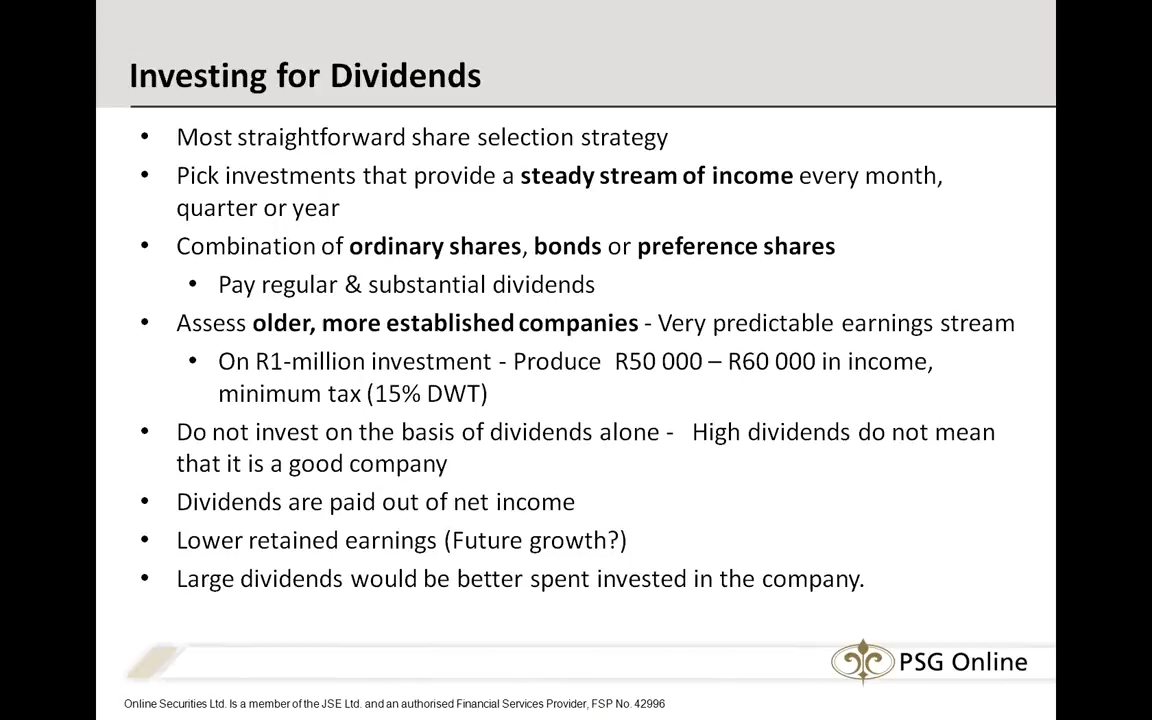 Investing for Dividends
• Most straightforward share selection strategy
• Pick investments that provide a steady stream of income every month,
quarter or year
• Combination of ordinary shares, bonds or preference shares
• Pay regular & substantial dividends
• Assess older, more established companies - Very predictable earnings stream
• On R1-million investment - Produce R50 000 – R60 000 in income,
minimum tax (15% DWT)
• Do not invest on the basis of dividends alone - High dividends do not mean
that it is a good company
• Dividends are paid out of net income
• Lower retained earnings (Future growth?)
• Large dividends would be better spent invested in the company.
PSG Online
Online Securities Ltd. Is a member of the JSE Ltd. and an authorised Financial Services Provider, FSP No. 42996